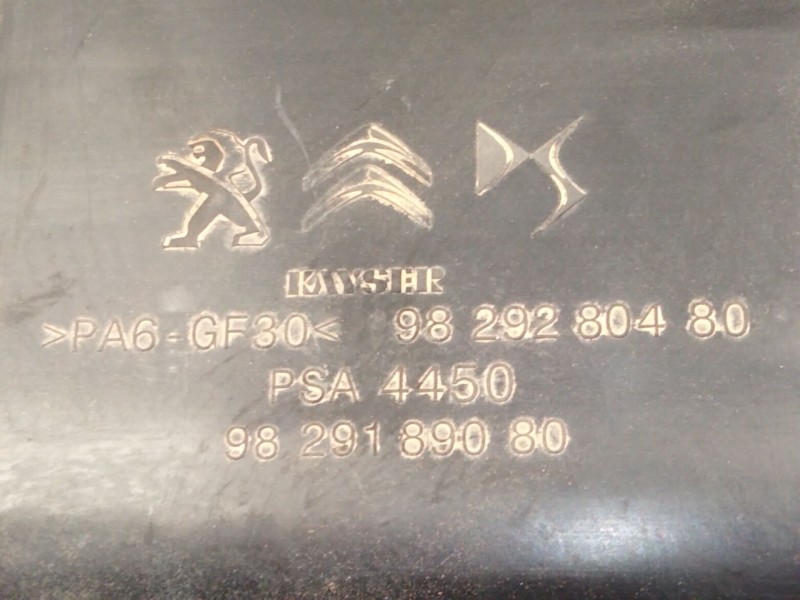 KAYSER
>PA6-GF30< 98 292 804 80
PSA 4450
98 291 890 80